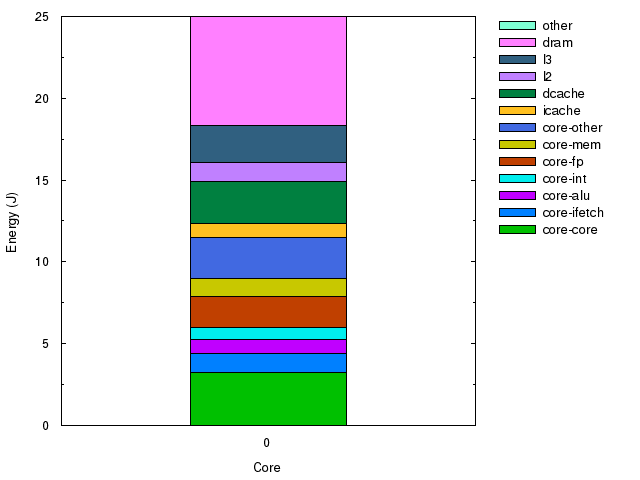 25
20
15
10
5
0
Energy (J)
0
Core
other
dram
l3
l2
dcache
icache
core-other
core-mem
core-fp
core-int
core-alu
core-ifetch
core-core